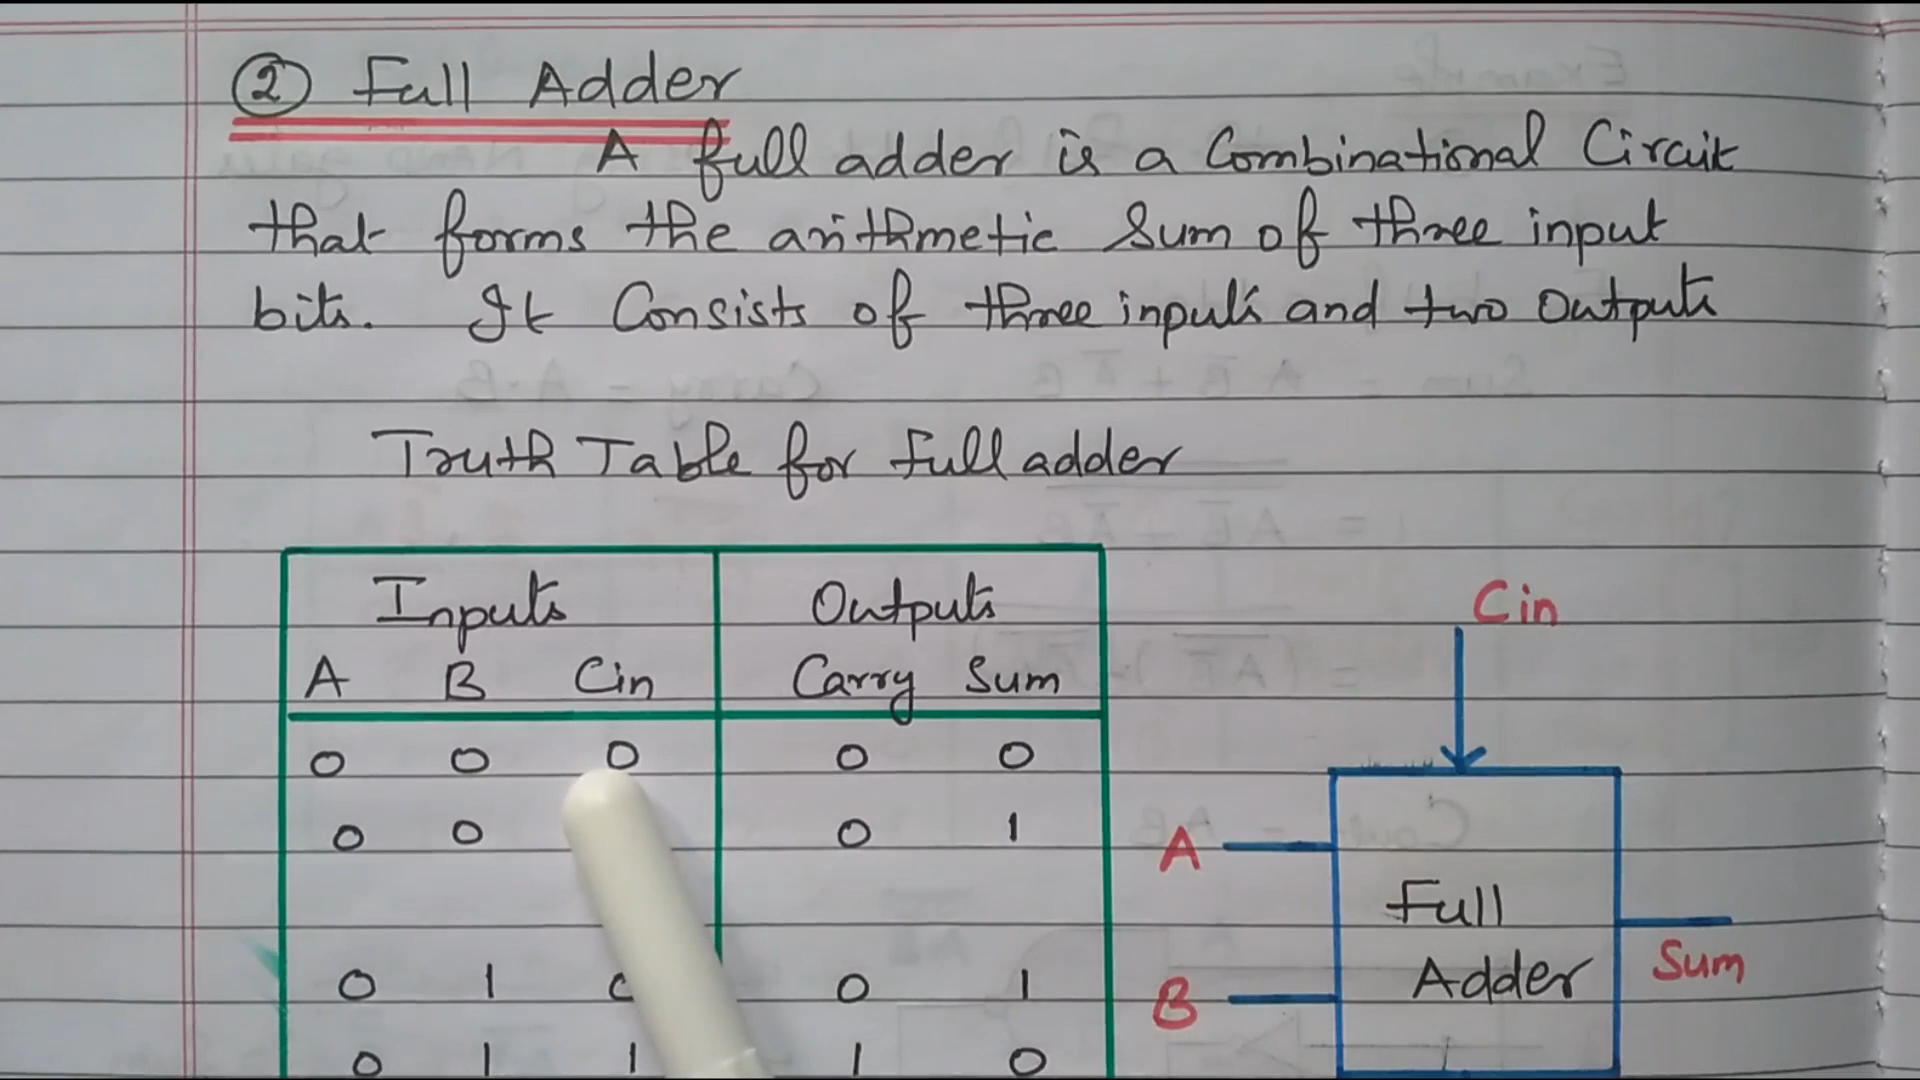 ② Full Adder
A full adder is a Combinational Circuit
that forms the arithmetic Sum of three input
bits. It Consists of three inputs and two Outputs
Truth Table for Full adder
Inputs Outputs
A B Cin Carry Sum
0 0 0 0 0
0 0 0 1
0 1 0 1
0 1 1 1 0
Cin
A
B
Full
Adder
Sum